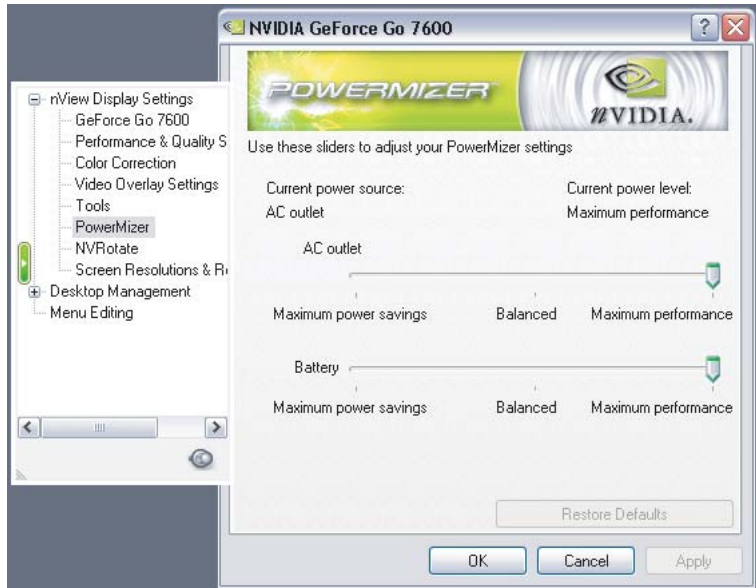 NVIDIA GeForce Go 7600
nView Display Settings
GeForce Go 7600
Performance & Quality S
Color Correction
Video Overlay Settings
Tools
PowerMizer
NVRotate
Screen Resolutions & R
Desktop Management
Menu Editing
POWERMIZER
nVIDIA.
Use these sliders to adjust your PowerMizer settings
Current power source: Current power level:
AC outlet Maximum performance
AC outlet
Maximum power savings Balanced Maximum performance
Battery
Maximum power savings Balanced Maximum performance
Restore Defaults
OK Cancel Apply